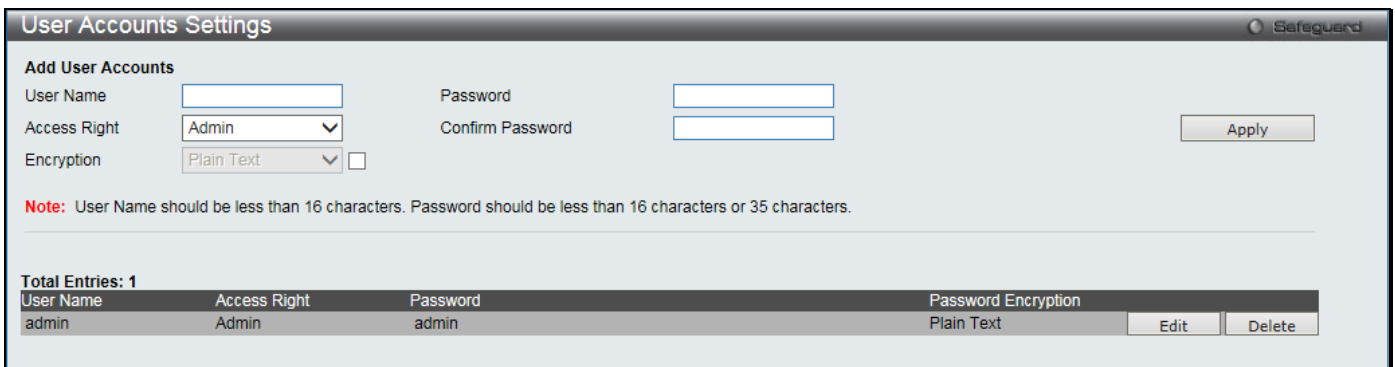 User Accounts Settings
Safeguard
Add User Accounts
User Name
Password
Access Right Admin
Confirm Password
Apply
Encryption Plain Text
Note: User Name should be less than 16 characters. Password should be less than 16 characters or 35 characters.
Total Entries: 1
User Name Access Right Password Password Encryption
admin Admin admin Plain Text Edit Delete